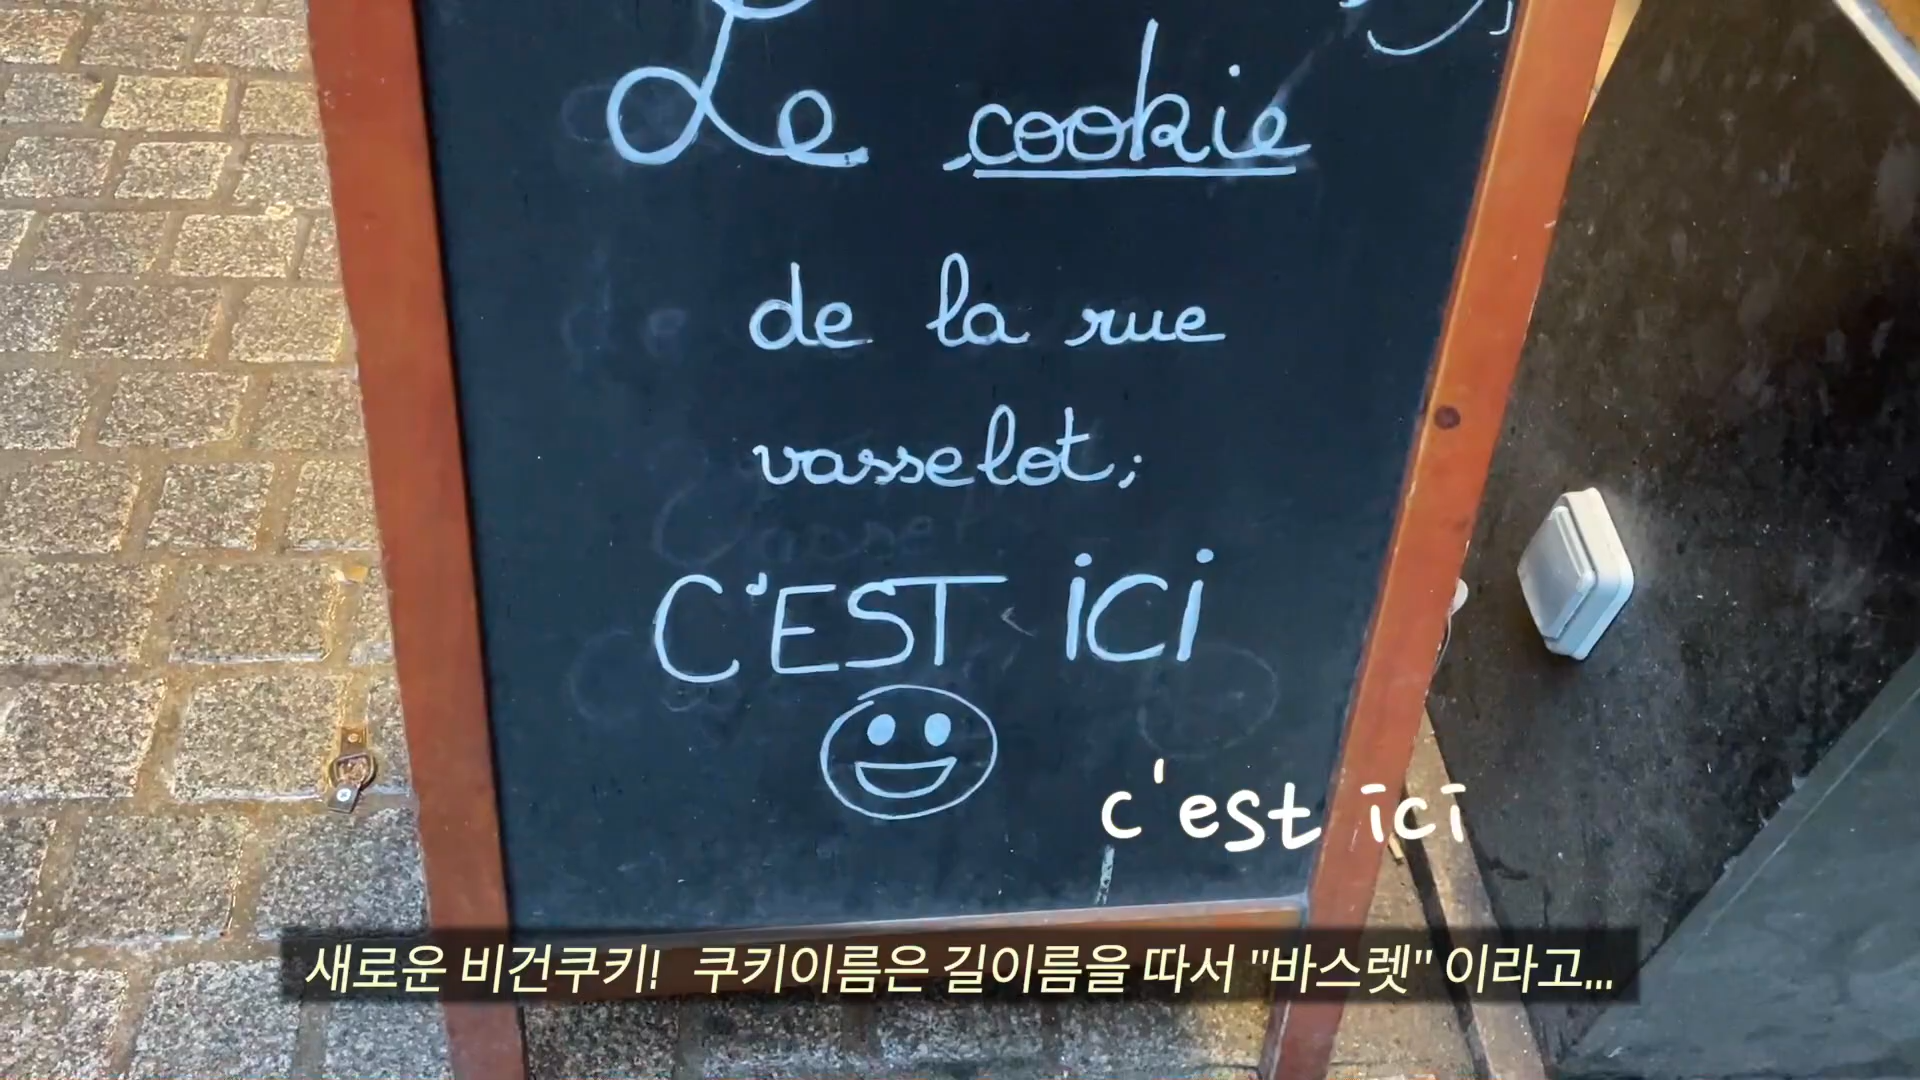 Le cookie
de la rue
vasselot;
C'EST iCi
c'est ici
새로운 비건쿠키! 쿠키이름은 길이름을 따서 "바스렛" 이라고...